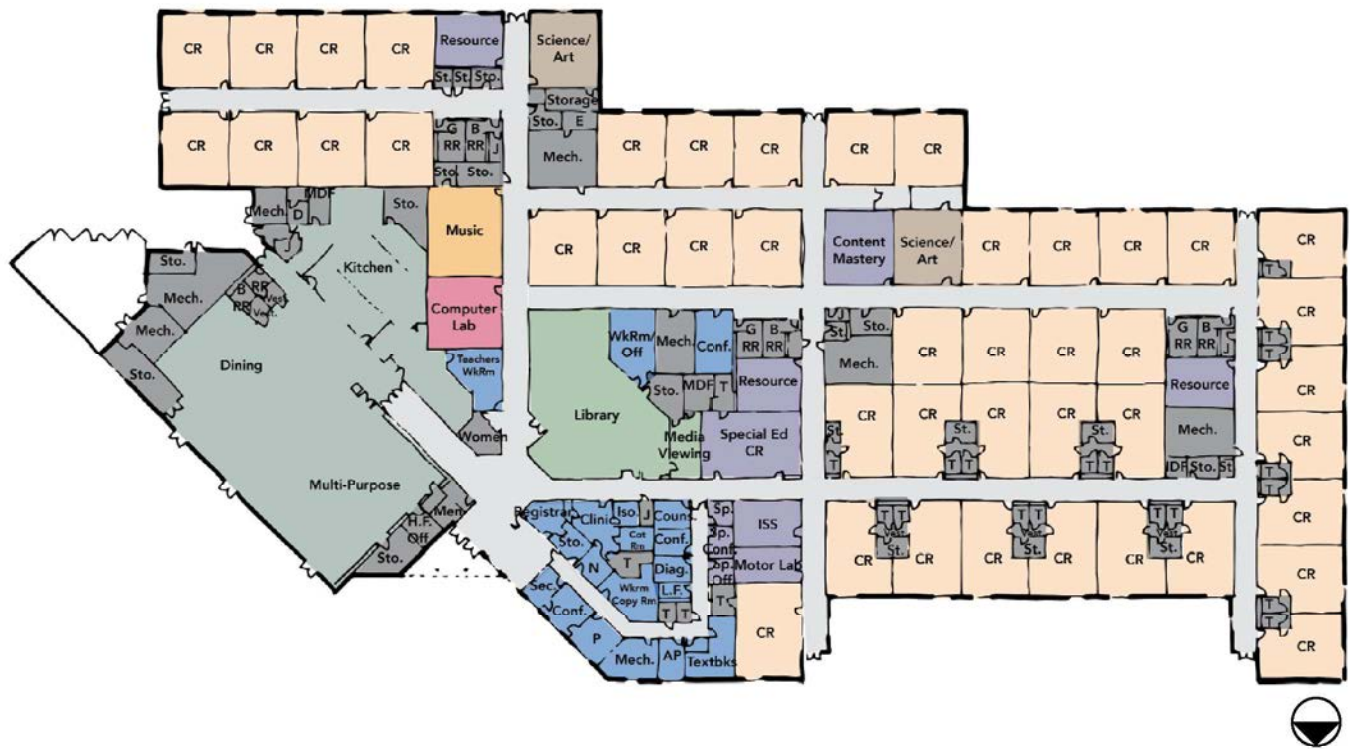 CR CR CR CR Resource Science/
Art
St. St. Sto.
Storage
CR CR CR CR G
RR B
RR J
Sto. E
Mech. CR CR CR CR CR
Sto. Sto.
Mech. D MDF Sto.
Music
CR CR CR CR Content
Mastery Science/
Art CR CR CR CR CR
Kitchen
Sto.
Mech.
B
RR
G
RR
Vest.
Vest.
T
Computer
Lab
Mech.
Sto.
Dining
Teachers
WkRm
WkRm/
Off Mech. Conf. G
RR B
RR
St. Sto.
Mech.
CR CR CR CR
G
RR B
RR J
CR
T
T
Resource
Sto. MDF T
Resource
CR
Library
Media
Viewing
Special Ed
CR
CR CR CR CR CR
St. St. St.
T T T T T
Mech.
MDF Sto. St.
CR
T
T
Women
Multi-Purpose
Men
H.F.
Off
Sto.
Registrar Clinic Iso. J Couns.
Sto. Cot
Rm Conf.
N T Diag.
Sec. Wkrm
Copy Rm L.F.
Conf. T T
P
Mech. AP Textbks
Sp.
Sp.
Conf.
Sp.
Off
T
ISS
Motor Lab
CR
T T T T T T
Vest. Vest. Vest.
St. St. St.
CR CR CR CR CR CR
CR
CR
T
T
CR